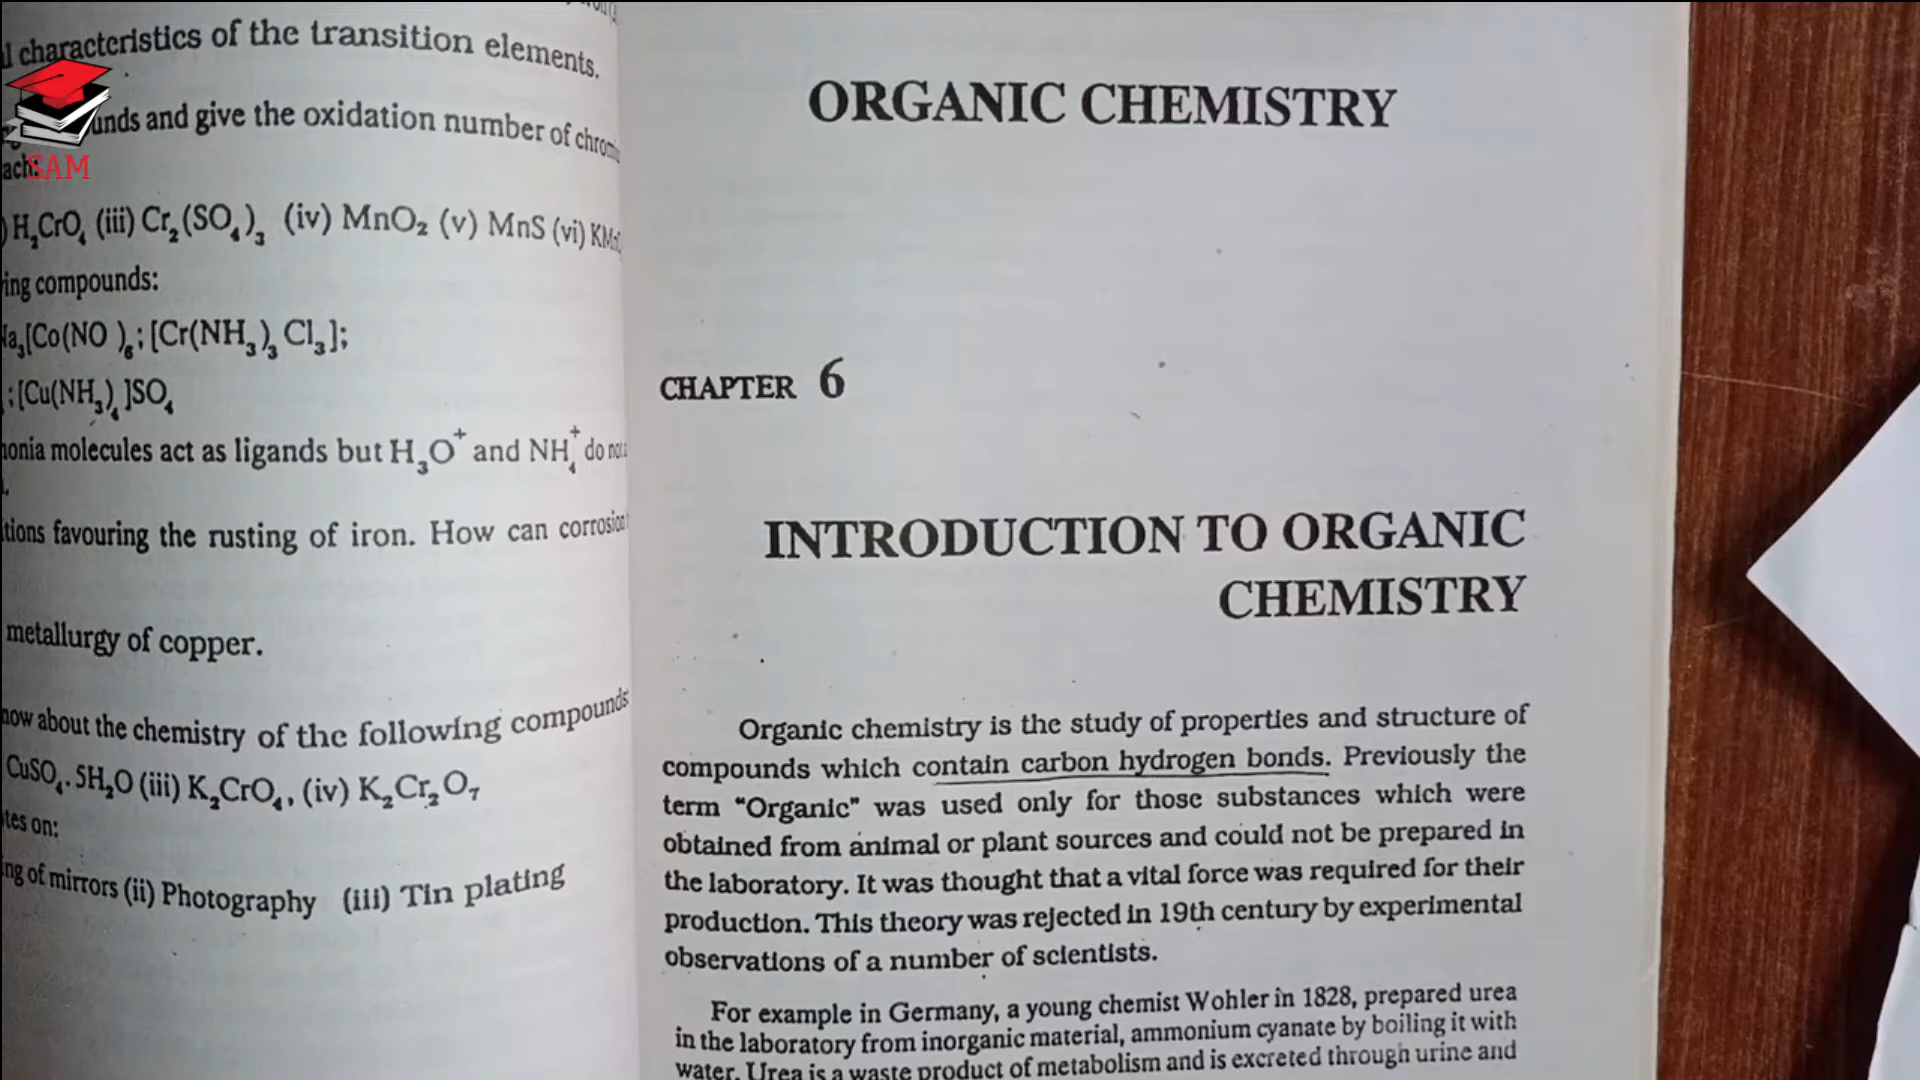 l characteristics of the transition elements.
unds and give the oxidation number of
ach:
SAM
) H₂CrO₄ (iii) Cr₂(SO₄)₃ (iv) MnO₂ (v) MnS (vi)
ing compounds:
[Co(NO )₆; [Cr(NH₃)₃ Cl₃];
; [Cu(NH₃)₄]SO₄
onia molecules act as ligands but H₃O⁺ and NH₄⁺ do not
tions favouring the rusting of iron. How can corrosion
metallurgy of copper.
now about the chemistry of the following compounds
CuSO₄.5H₂O (iii) K₂CrO₄, (iv) K₂Cr₂O₇
tes on:
ng of mirrors (ii) Photography (iii) Tin plating
ORGANIC CHEMISTRY
CHAPTER 6
INTRODUCTION TO ORGANIC
CHEMISTRY
Organic chemistry is the study of properties and structure of
compounds which contain carbon hydrogen bonds. Previously the
term “Organic” was used only for those substances which were
obtained from animal or plant sources and could not be prepared in
the laboratory. It was thought that a vital force was required for their
production. This theory was rejected in 19th century by experimental
observations of a number of scientists.
For example in Germany, a young chemist Wohler in 1828, prepared urea
in the laboratory from inorganic material, ammonium cyanate by boiling it with
water. Urea is a waste product of metabolism and is excreted through urine and